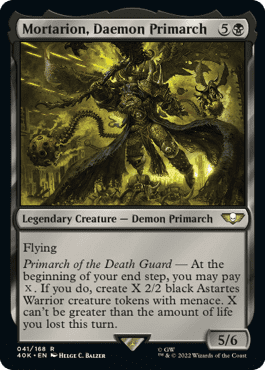 Mortarion, Daemon Primarch 5
Legendary Creature — Demon Primarch
Flying
Primarch of the Death Guard — At the
beginning of your end step, you may pay
X. If you do, create X 2/2 black Astartes
Warrior creature tokens with menace. X
can't be greater than the amount of life
you lost this turn.
5/6
041/168 R
40K • EN HELGE C. BALZER
© GW
™ & © 2022 Wizards of the Coast